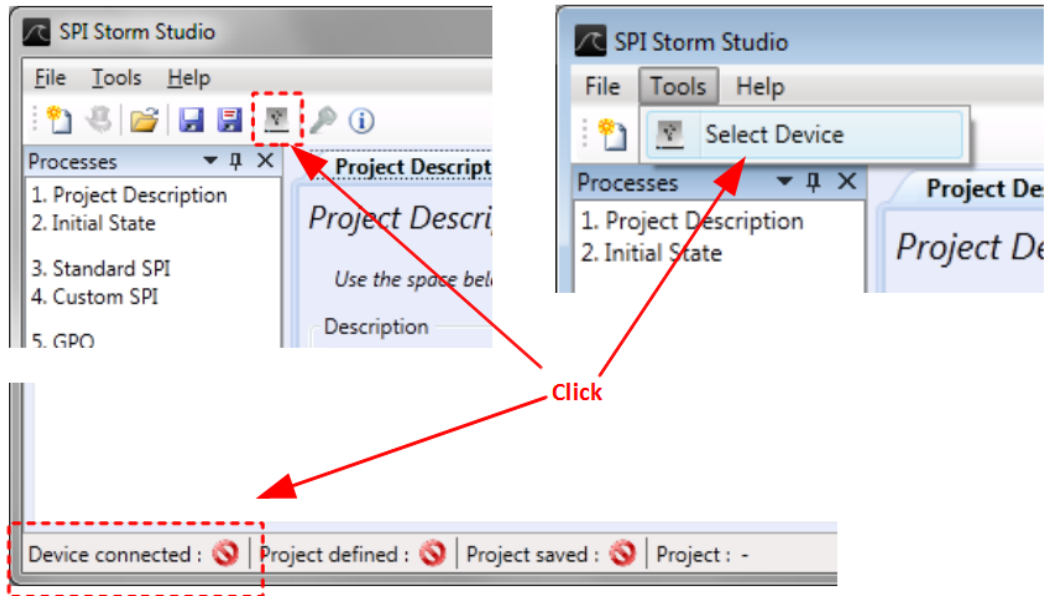 SPI Storm Studio
File Tools Help
Processes
1. Project Description
2. Initial State
3. Standard SPI
4. Custom SPI
5. GPO
Project Descript
Project Descri
Use the space bel
Description
SPI Storm Studio
File Tools Help
Select Device
Processes
1. Project Description
2. Initial State
Project De
Project De
Click
Device connected : Project defined : Project saved : Project : -